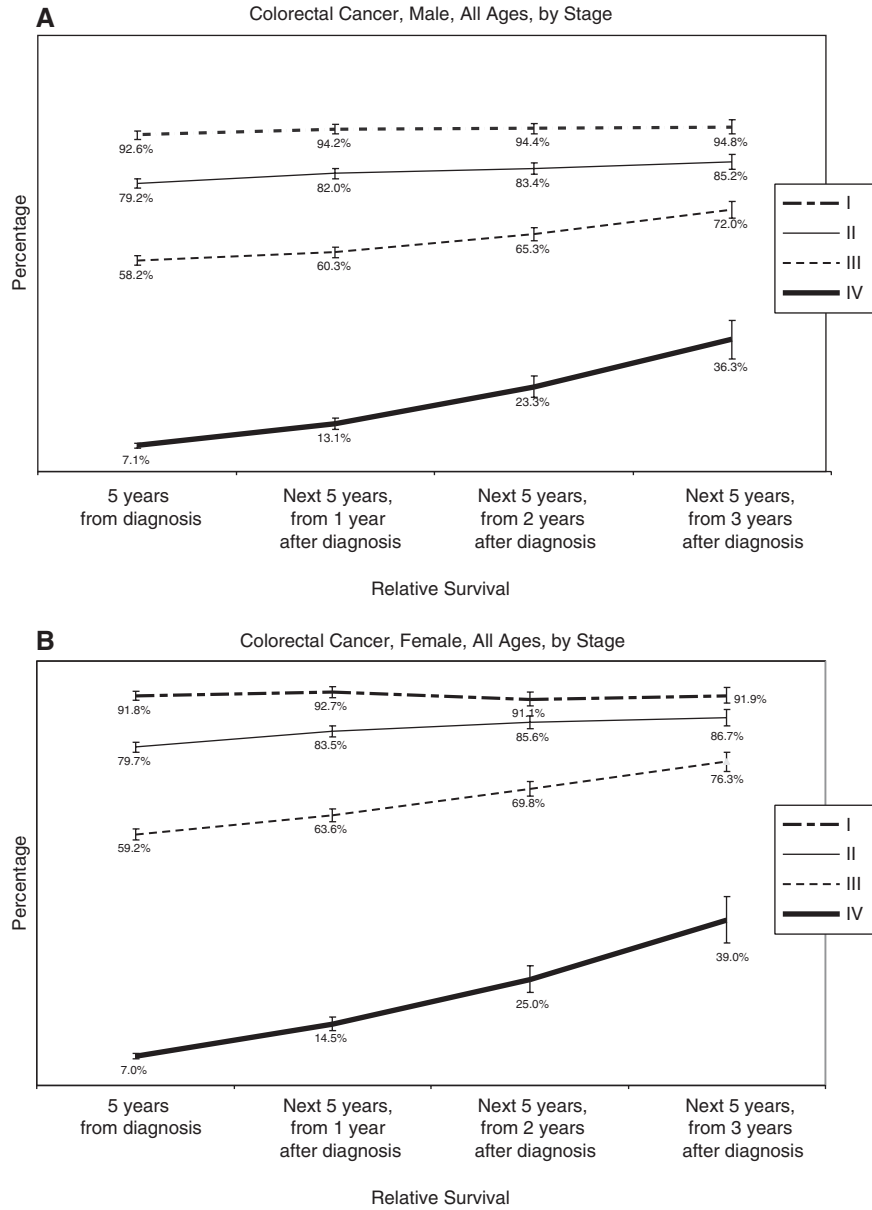 A
Colorectal Cancer, Male, All Ages, by Stage
Percentage
92.6%
94.2%
94.4%
94.8%
79.2%
82.0%
83.4%
85.2%
58.2%
60.3%
65.3%
72.0%
7.1%
13.1%
23.3%
36.3%
I
II
III
IV
5 years
from diagnosis
Next 5 years,
from 1 year
after diagnosis
Next 5 years,
from 2 years
after diagnosis
Next 5 years,
from 3 years
after diagnosis
Relative Survival
B
Colorectal Cancer, Female, All Ages, by Stage
Percentage
91.8%
92.7%
91.1%
91.9%
79.7%
83.5%
85.6%
86.7%
59.2%
63.6%
69.8%
76.3%
7.0%
14.5%
25.0%
39.0%
I
II
III
IV
5 years
from diagnosis
Next 5 years,
from 1 year
after diagnosis
Next 5 years,
from 2 years
after diagnosis
Next 5 years,
from 3 years
after diagnosis
Relative Survival